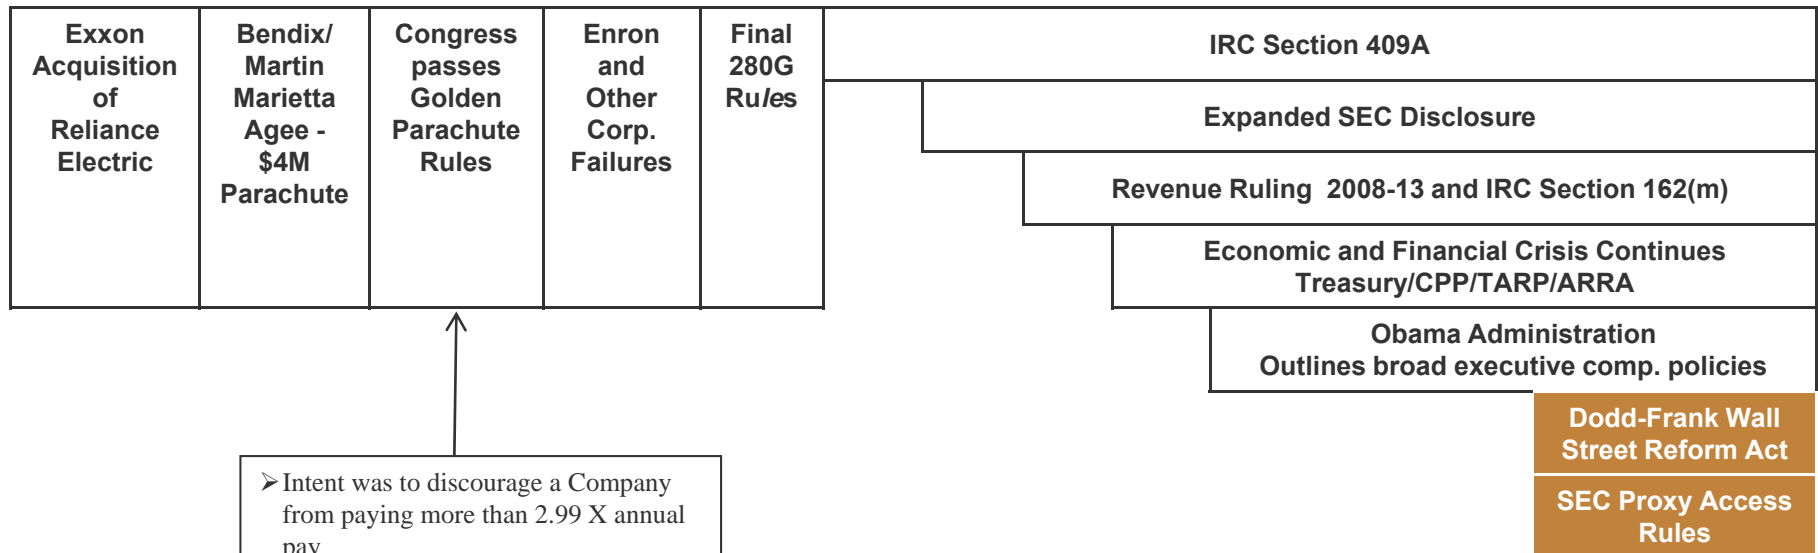 Exxon
Acquisition
of
Reliance
Electric
Bendix/
Martin
Marietta
Agee -
$4M
Parachute
Congress
passes
Golden
Parachute
Rules
Enron
and
Other
Corp.
Failures
Final
280G
Rules
IRC Section 409A
Expanded SEC Disclosure
Revenue Ruling 2008-13 and IRC Section 162(m)
Economic and Financial Crisis Continues
Treasury/CPP/TARP/ARRA
Obama Administration
Outlines broad executive comp. policies
Dodd-Frank Wall
Street Reform Act
SEC Proxy Access
Rules
➢Intent was to discourage a Company
from paying more than 2.99 X annual
pay